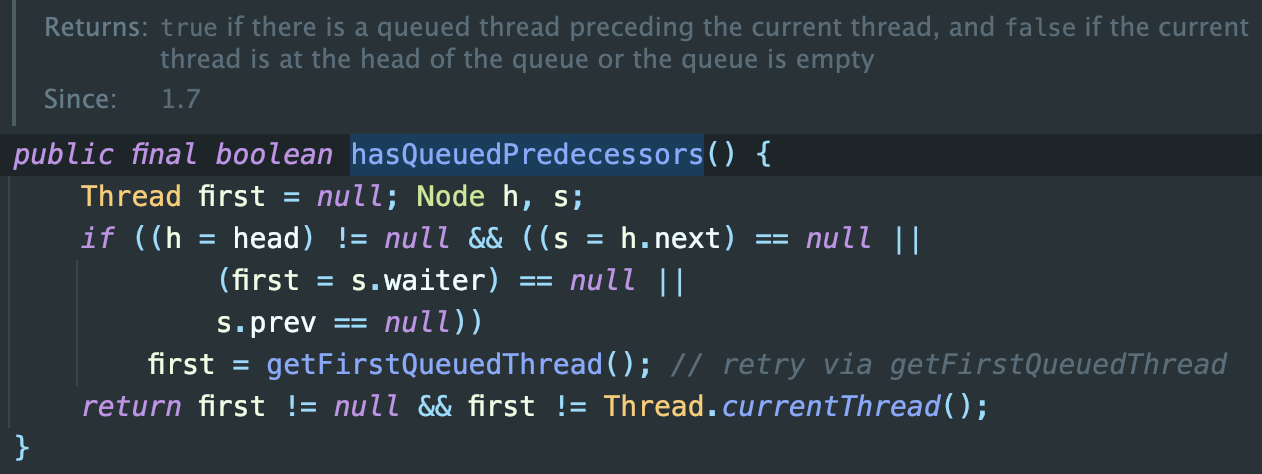 Returns: true if there is a queued thread preceding the current thread, and false if the current
thread is at the head of the queue or the queue is empty
Since: 1.7
public final boolean hasQueuedPredecessors() {
    Thread first = null; Node h, s;
    if ((h = head) != null && ((s = h.next) == null ||
            (first = s.waiter) == null ||
            s.prev == null))
        first = getFirstQueuedThread(); // retry via getFirstQueuedThread
    return first != null && first != Thread.currentThread();
}